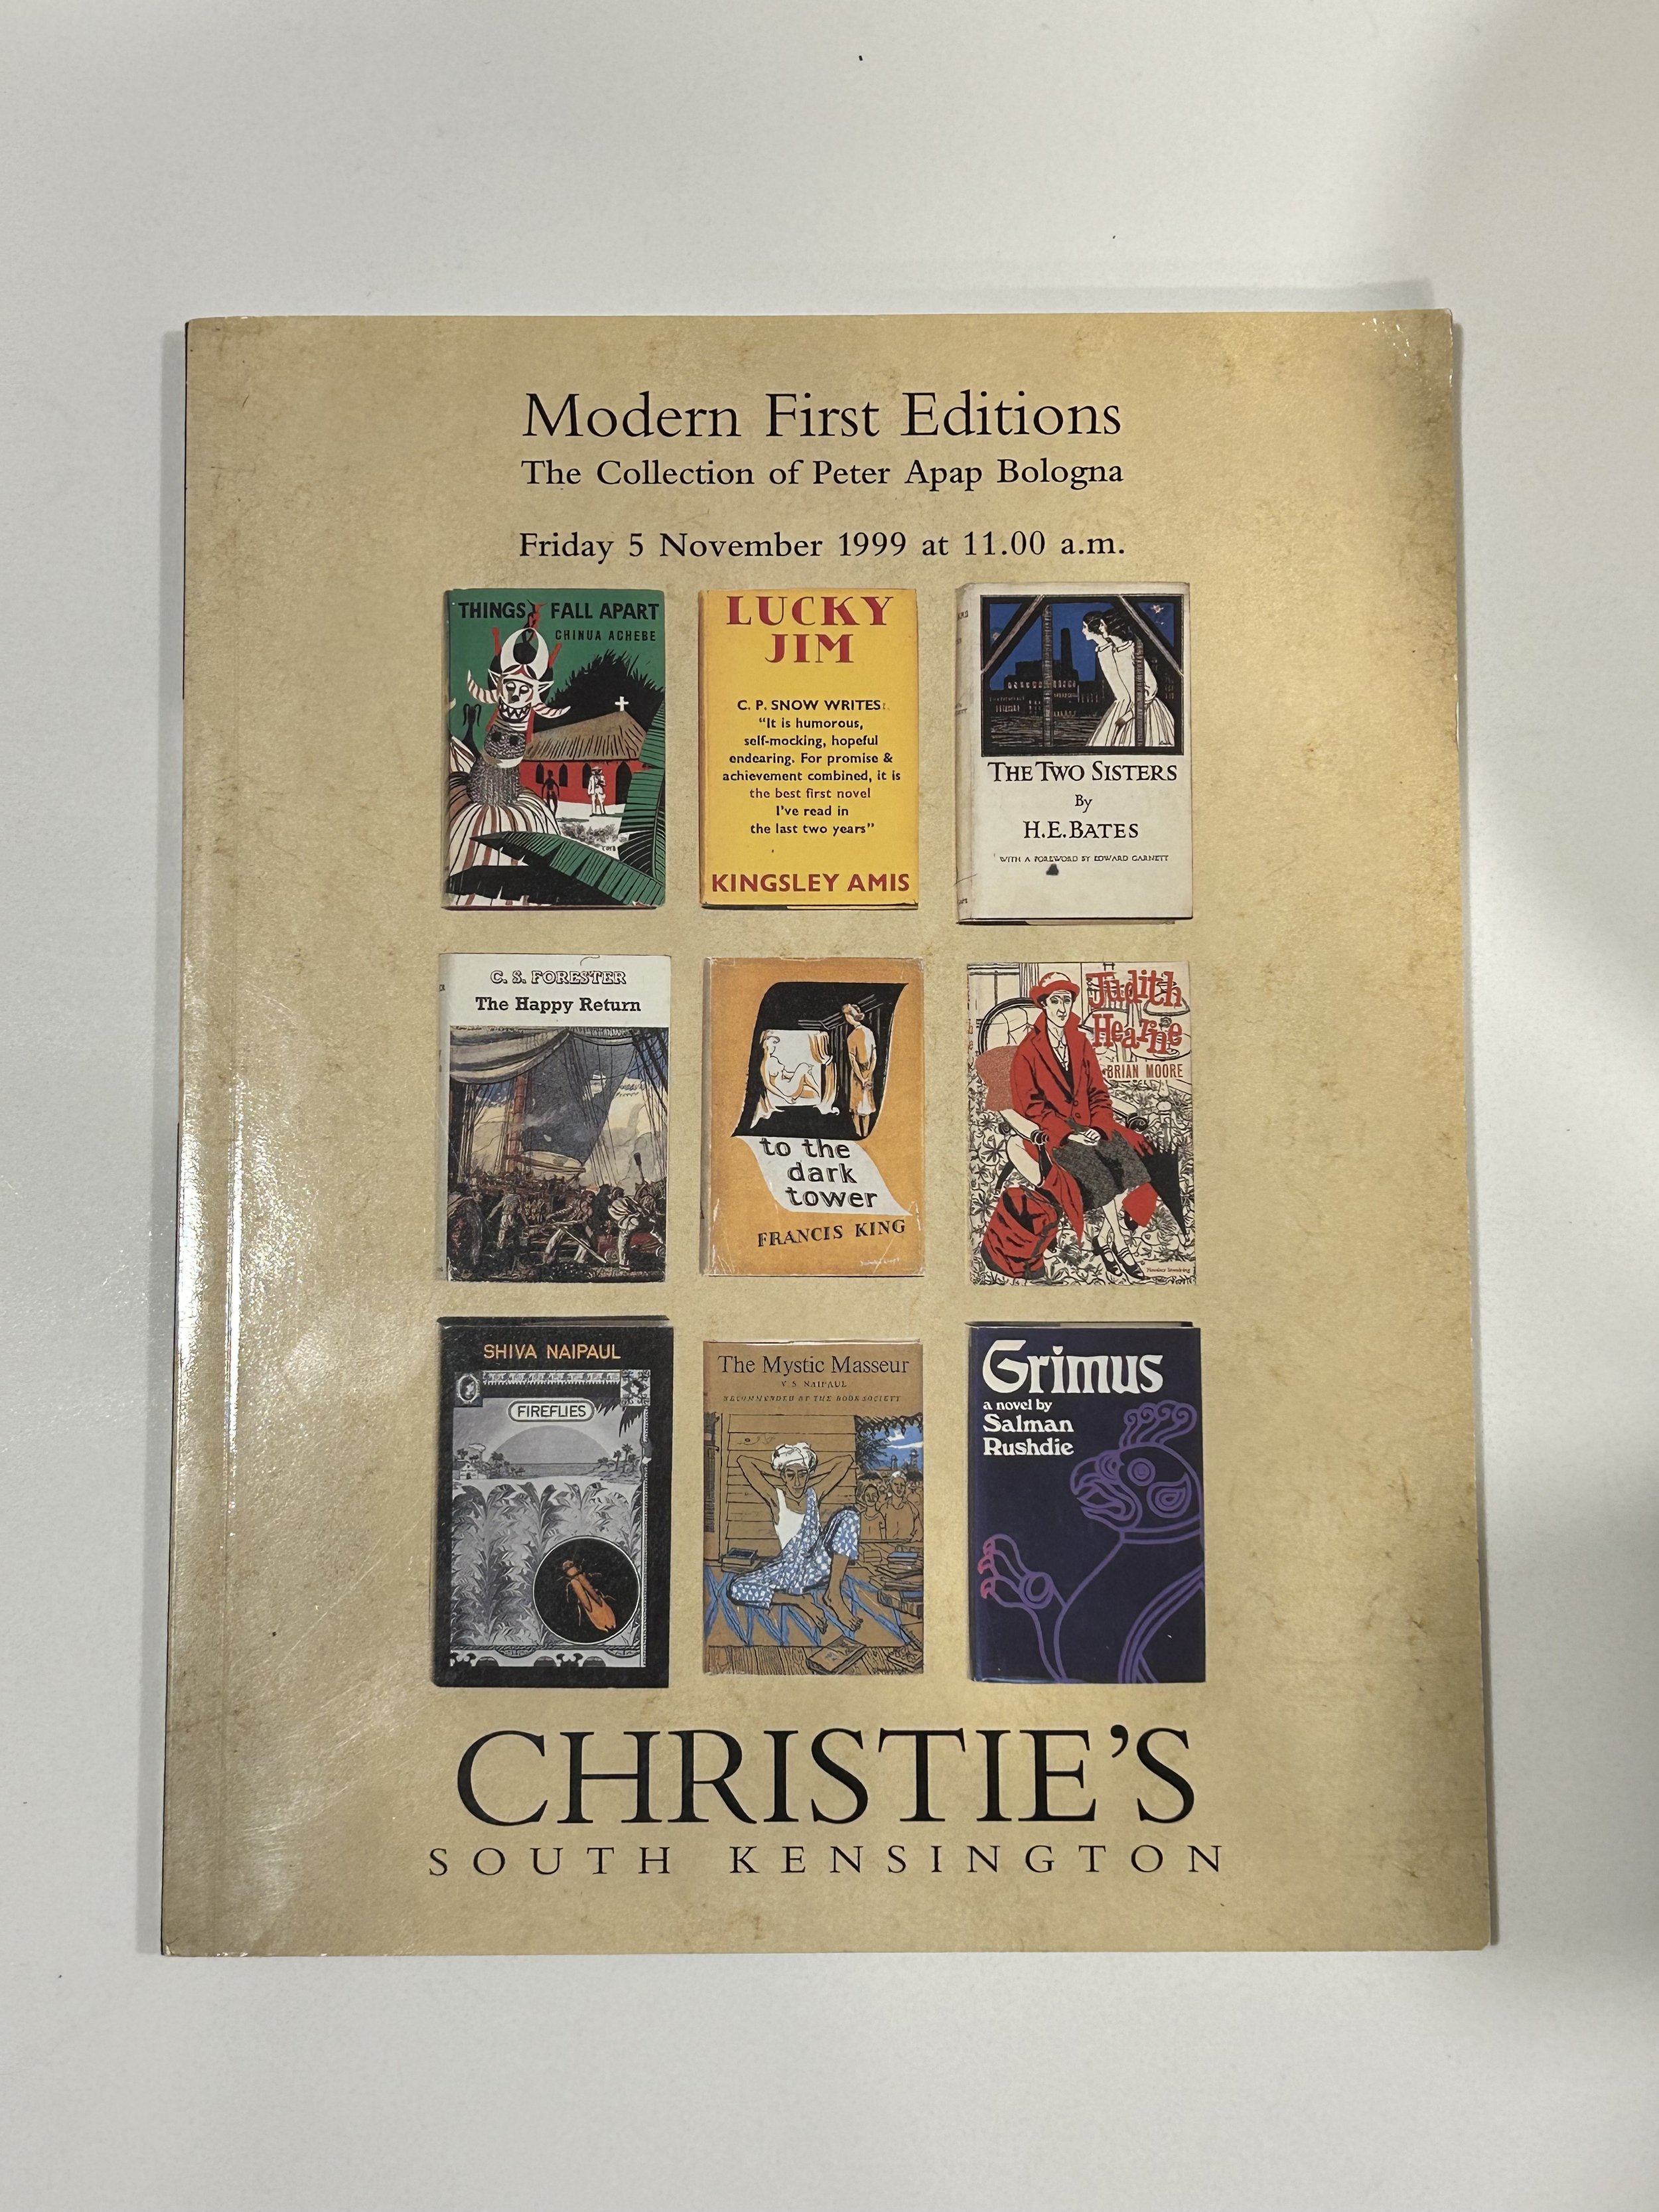 Modern First Editions
The Collection of Peter Apap Bologna
Friday 5 November 1999 at 11.00 a.m.
THINGS FALL APART
CHINUA ACHEBE
LUCKY
JIM
C. P. SNOW WRITES:
"It is humorous,
self-mocking, hopeful
endearing. For promise &
achievement combined, it is
the best first novel
I've read in
the last two years"
KINGSLEY AMIS
THE TWO SISTERS
By
H.E.BATES
WITH A FOREWORD BY EDWARD GARNETT
C. S. FORESTER
The Happy Return
to the
dark
tower
FRANCIS KING
Judith
Hearne
BRIAN MOORE
SHIVA NAIPAUL
FIREFLIES
The Mystic Masseur
V. S. NAIPAUL
RECOMMENDED BY THE BOOK SOCIETY
Grimus
a novel by
Salman
Rushdie
CHRISTIE'S
SOUTH KENSINGTON